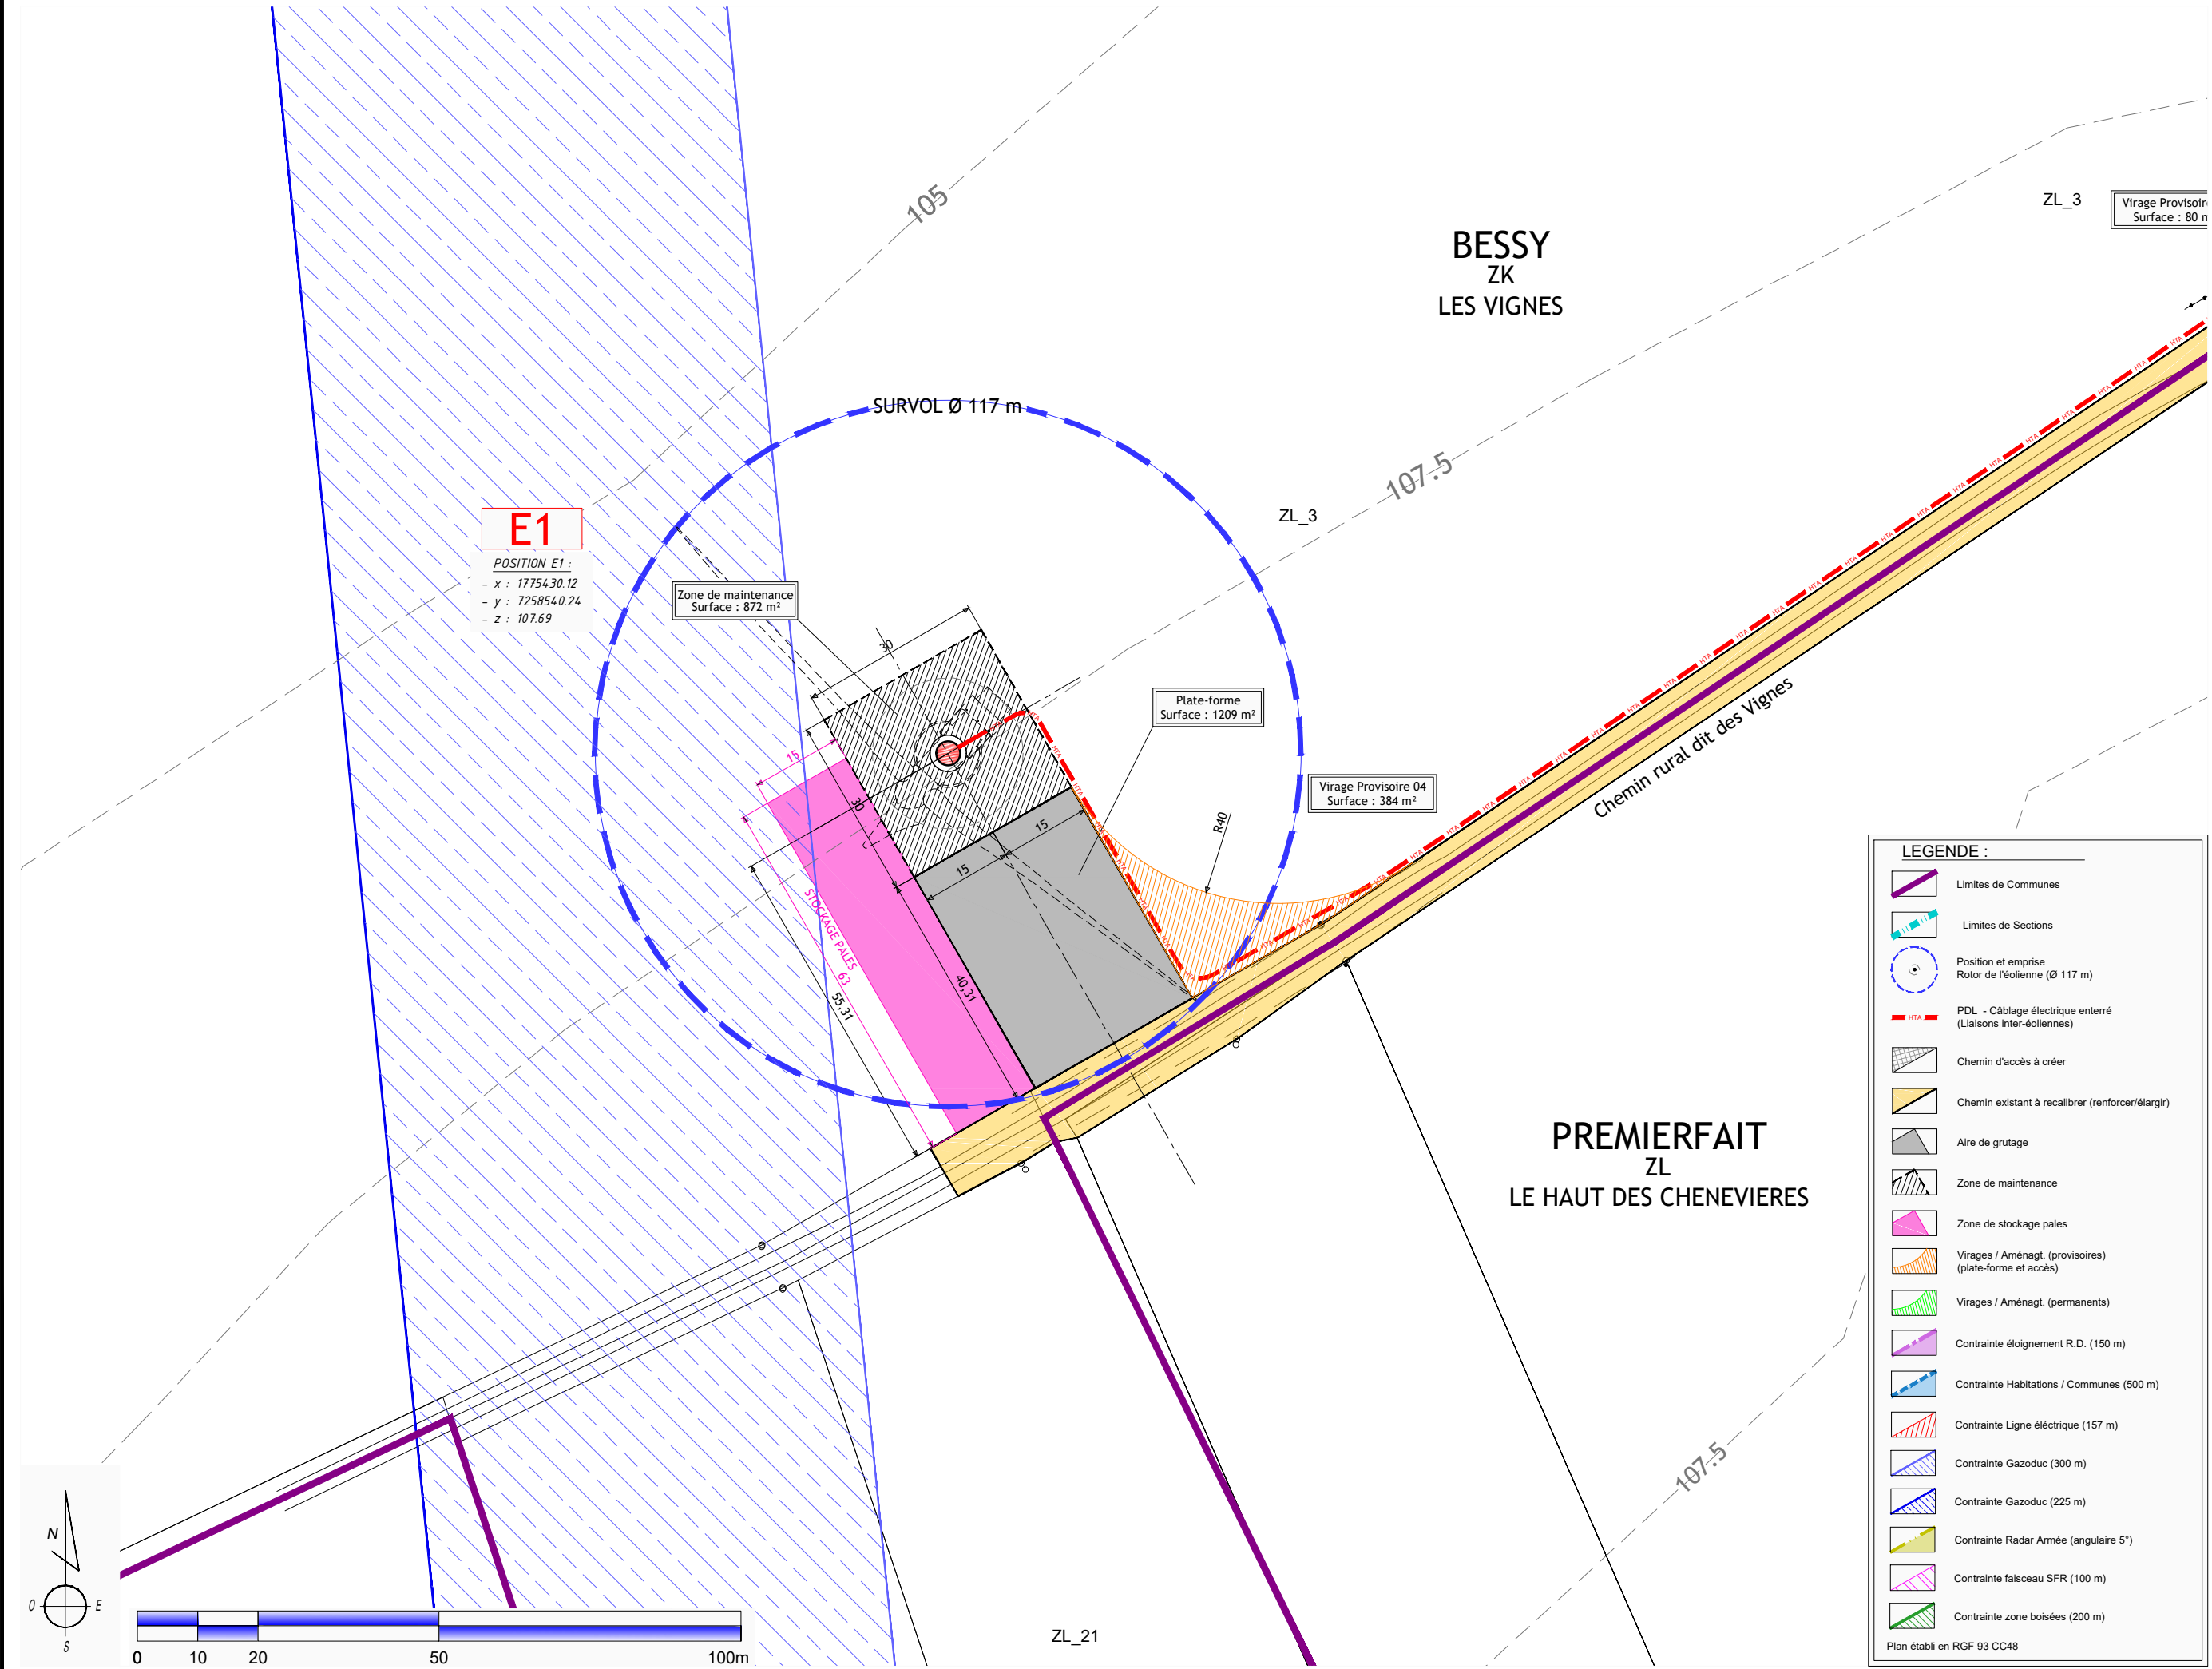 105
BESSY
ZK
LES VIGNES
ZL_3
Virage Provisoir
Surface : 80 m
SURVOL Ø 117 m
107.5
ZL_3
E1
POSITION E1 :
- x : 1775430.12
- y : 7258540.24
- z : 107.69
Zone de maintenance
Surface : 872 m²
30
Plate-forme
Surface : 1209 m²
15
30
15
15
Virage Provisoire 04
Surface : 384 m²
R40
Chemin rural dit des Vignes
HTA
STOCKAGE PALES
63
55,31
40,31
PREMIERFAIT
ZL
LE HAUT DES CHENEVIERES
107.5
ZL_21
N
O
E
S
0 10 20 50 100m
LEGENDE :
Limites de Communes
Limites de Sections
Position et emprise
Rotor de l'éolienne (Ø 117 m)
HTA
PDL - Câblage électrique enterré
(Liaisons inter-éoliennes)
Chemin d'accès à créer
Chemin existant à recalibrer (renforcer/élargir)
Aire de grutage
Zone de maintenance
Zone de stockage pales
Virages / Aménagt. (provisoires)
(plate-forme et accès)
Virages / Aménagt. (permanents)
Contrainte éloignement R.D. (150 m)
Contrainte Habitations / Communes (500 m)
Contrainte Ligne éléctrique (157 m)
Contrainte Gazoduc (300 m)
Contrainte Gazoduc (225 m)
Contrainte Radar Armée (angulaire 5°)
Contrainte faisceau SFR (100 m)
Contrainte zone boisées (200 m)
Plan établi en RGF 93 CC48